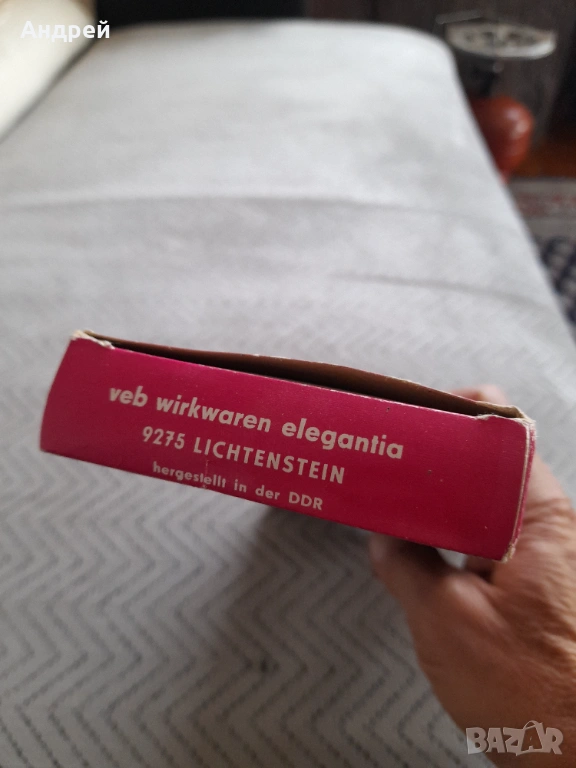 Андрей
veb wirkwaren elegantia
9275 LICHTENSTEIN
hergestellt in der DDR
BAZAR